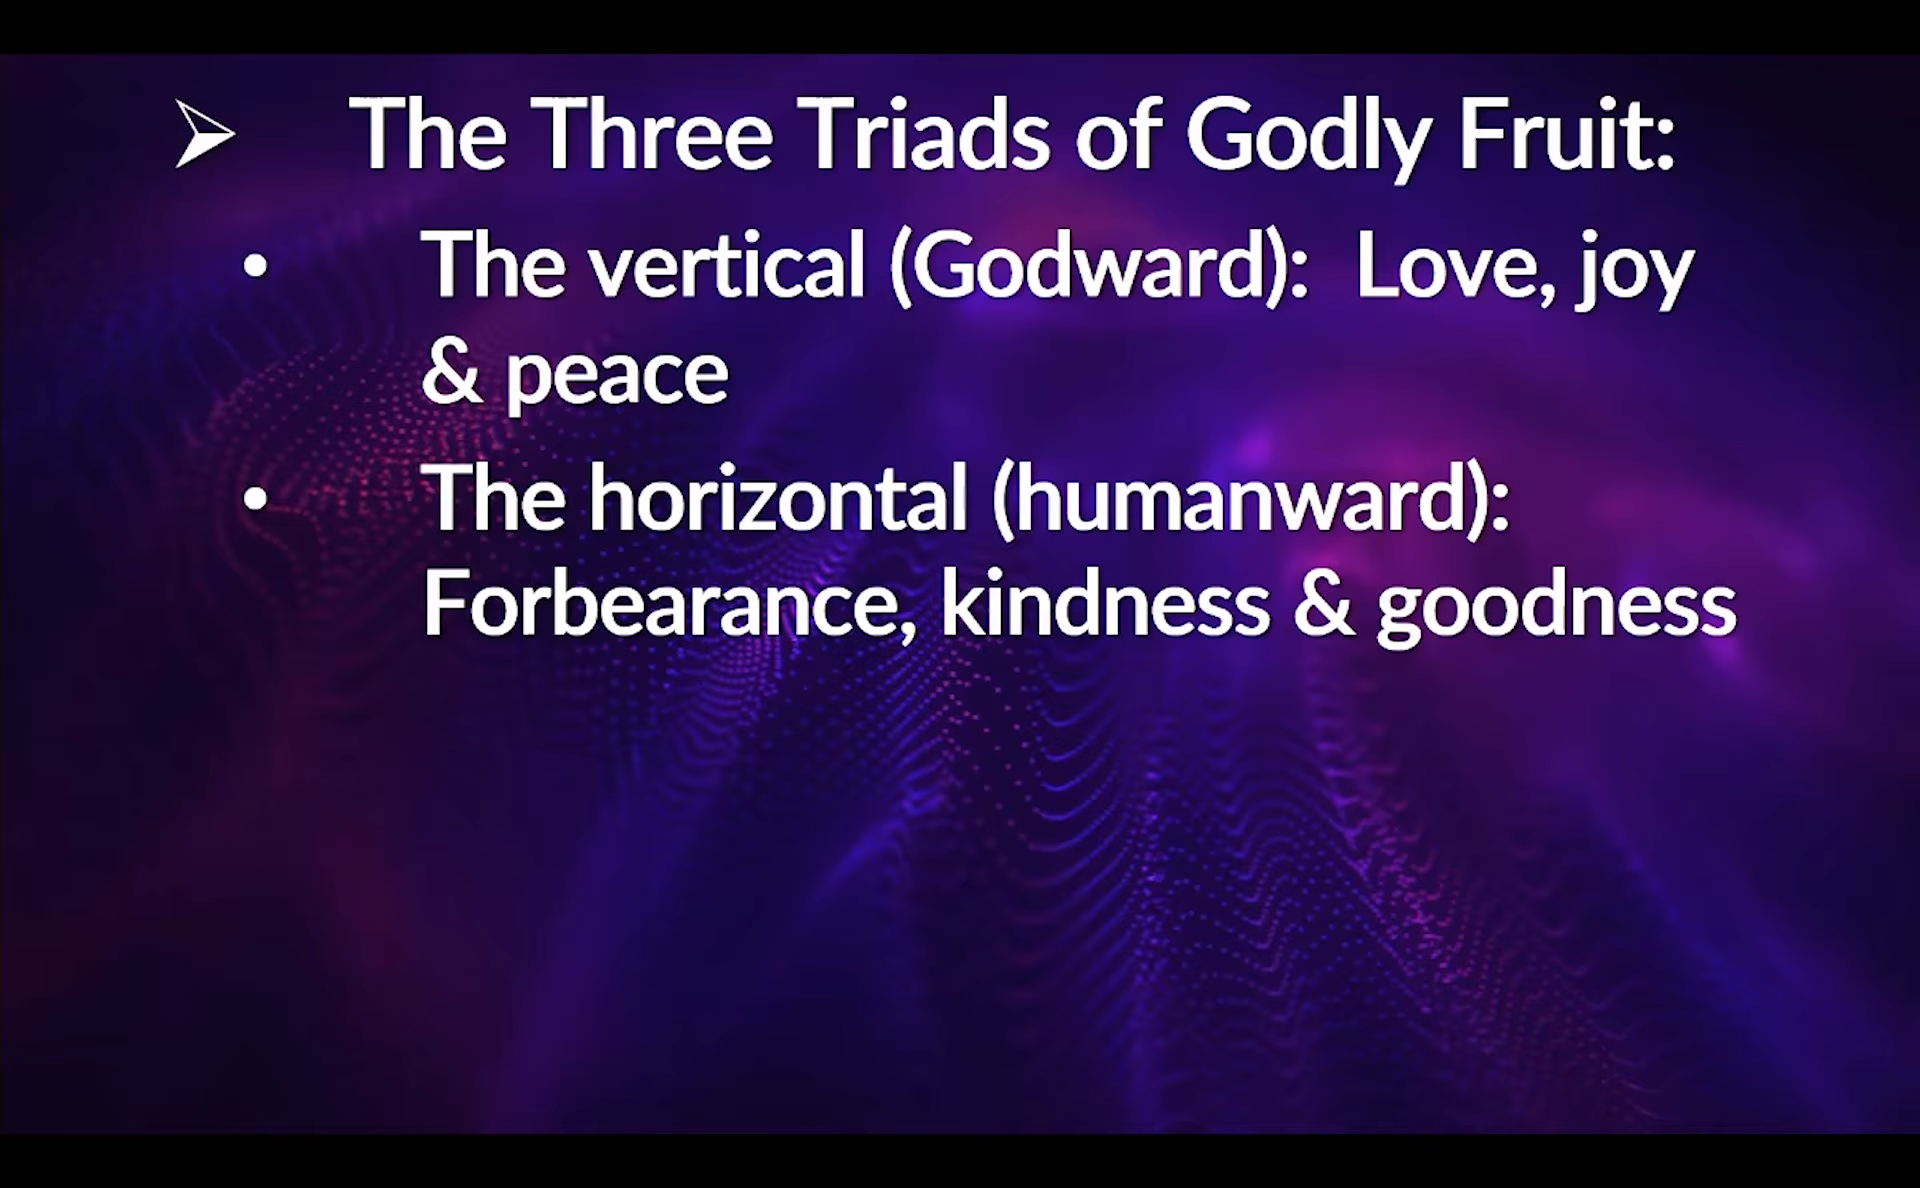 ➢ The Three Triads of Godly Fruit:
• The vertical (Godward):  Love, joy
& peace
• The horizontal (humanward):
Forbearance, kindness & goodness